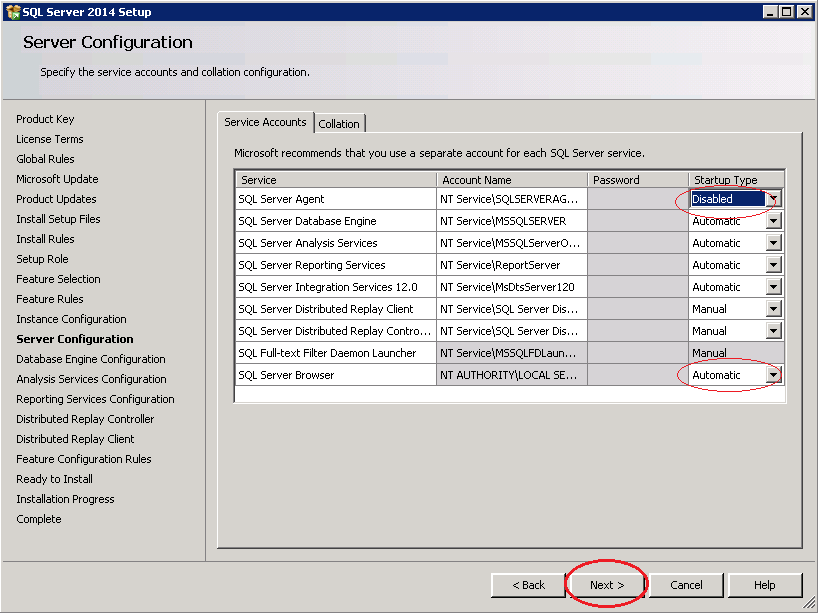 SQL Server 2014 Setup
Server Configuration
Specify the service accounts and collation configuration.
Product Key
License Terms
Global Rules
Microsoft Update
Product Updates
Install Setup Files
Install Rules
Setup Role
Feature Selection
Feature Rules
Instance Configuration
Server Configuration
Database Engine Configuration
Analysis Services Configuration
Reporting Services Configuration
Distributed Replay Controller
Distributed Replay Client
Feature Configuration Rules
Ready to Install
Installation Progress
Complete
Service Accounts Collation
Microsoft recommends that you use a separate account for each SQL Server service.
Service Account Name Password Startup Type
SQL Server Agent NT Service\SQLSERVERAG... Disabled
SQL Server Database Engine NT Service\MSSQLSERVER Automatic
SQL Server Analysis Services NT Service\MSSQLServerO... Automatic
SQL Server Reporting Services NT Service\ReportServer Automatic
SQL Server Integration Services 12.0 NT Service\MsDtsServer120 Automatic
SQL Server Distributed Replay Client NT Service\SQL Server Dis... Manual
SQL Server Distributed Replay Contro... NT Service\SQL Server Dis... Manual
SQL Full-text Filter Daemon Launcher NT Service\MSSQLFDLaun... Manual
SQL Server Browser NT AUTHORITY\LOCAL SE... Automatic
< Back Next > Cancel Help